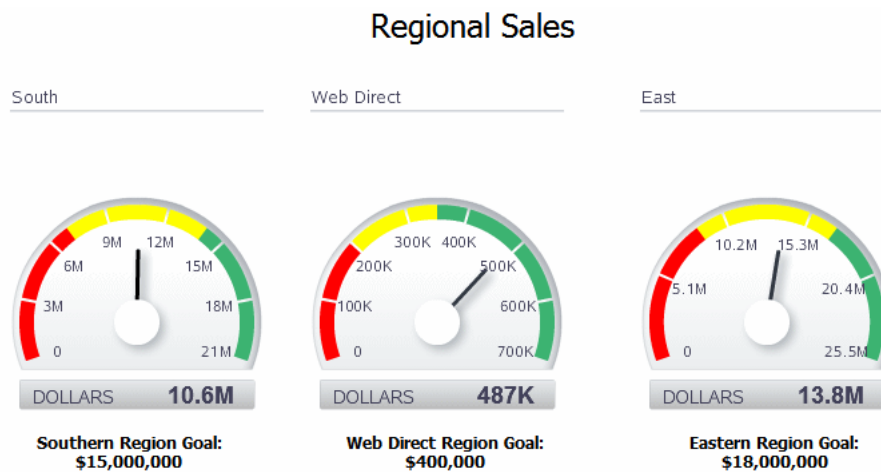 Regional Sales
South
Web Direct
East
9M 12M
6M 15M
3M 18M
0 21M
DOLLARS 10.6M
Southern Region Goal:
$15,000,000
300K 400K
200K 500K
100K 600K
0 700K
DOLLARS 487K
Web Direct Region Goal:
$400,000
10.2M 15.3M
5.1M 20.4M
0 25.5M
DOLLARS 13.8M
Eastern Region Goal:
$18,000,000